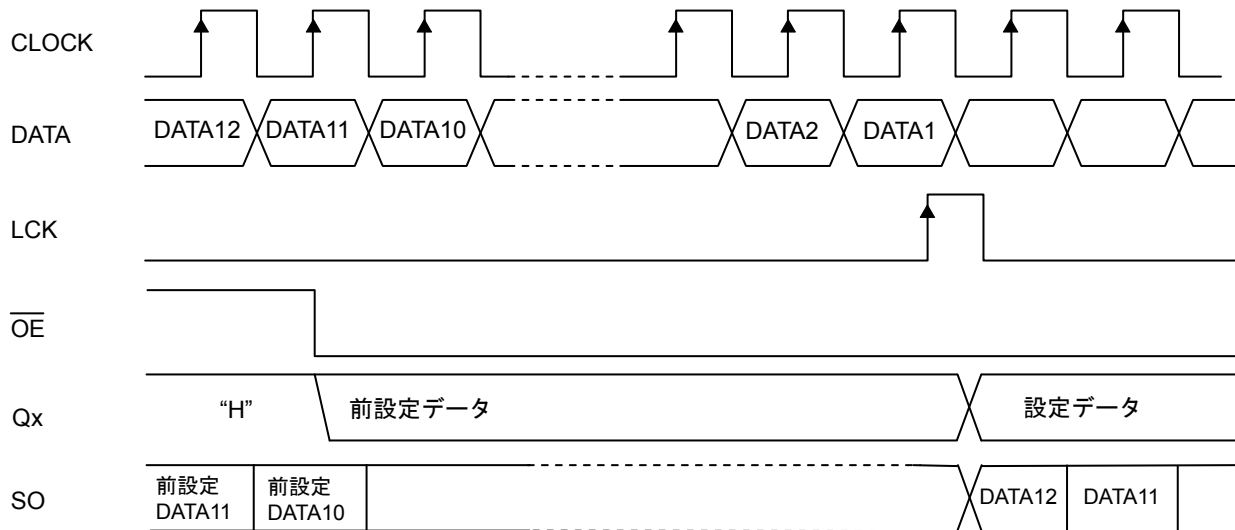 CLOCK
DATA DATA12 DATA11 DATA10 DATA2 DATA1
LCK
OE
Qx “H” 前設定データ 設定データ
SO 前設定 DATA11 前設定 DATA10 DATA12 DATA11